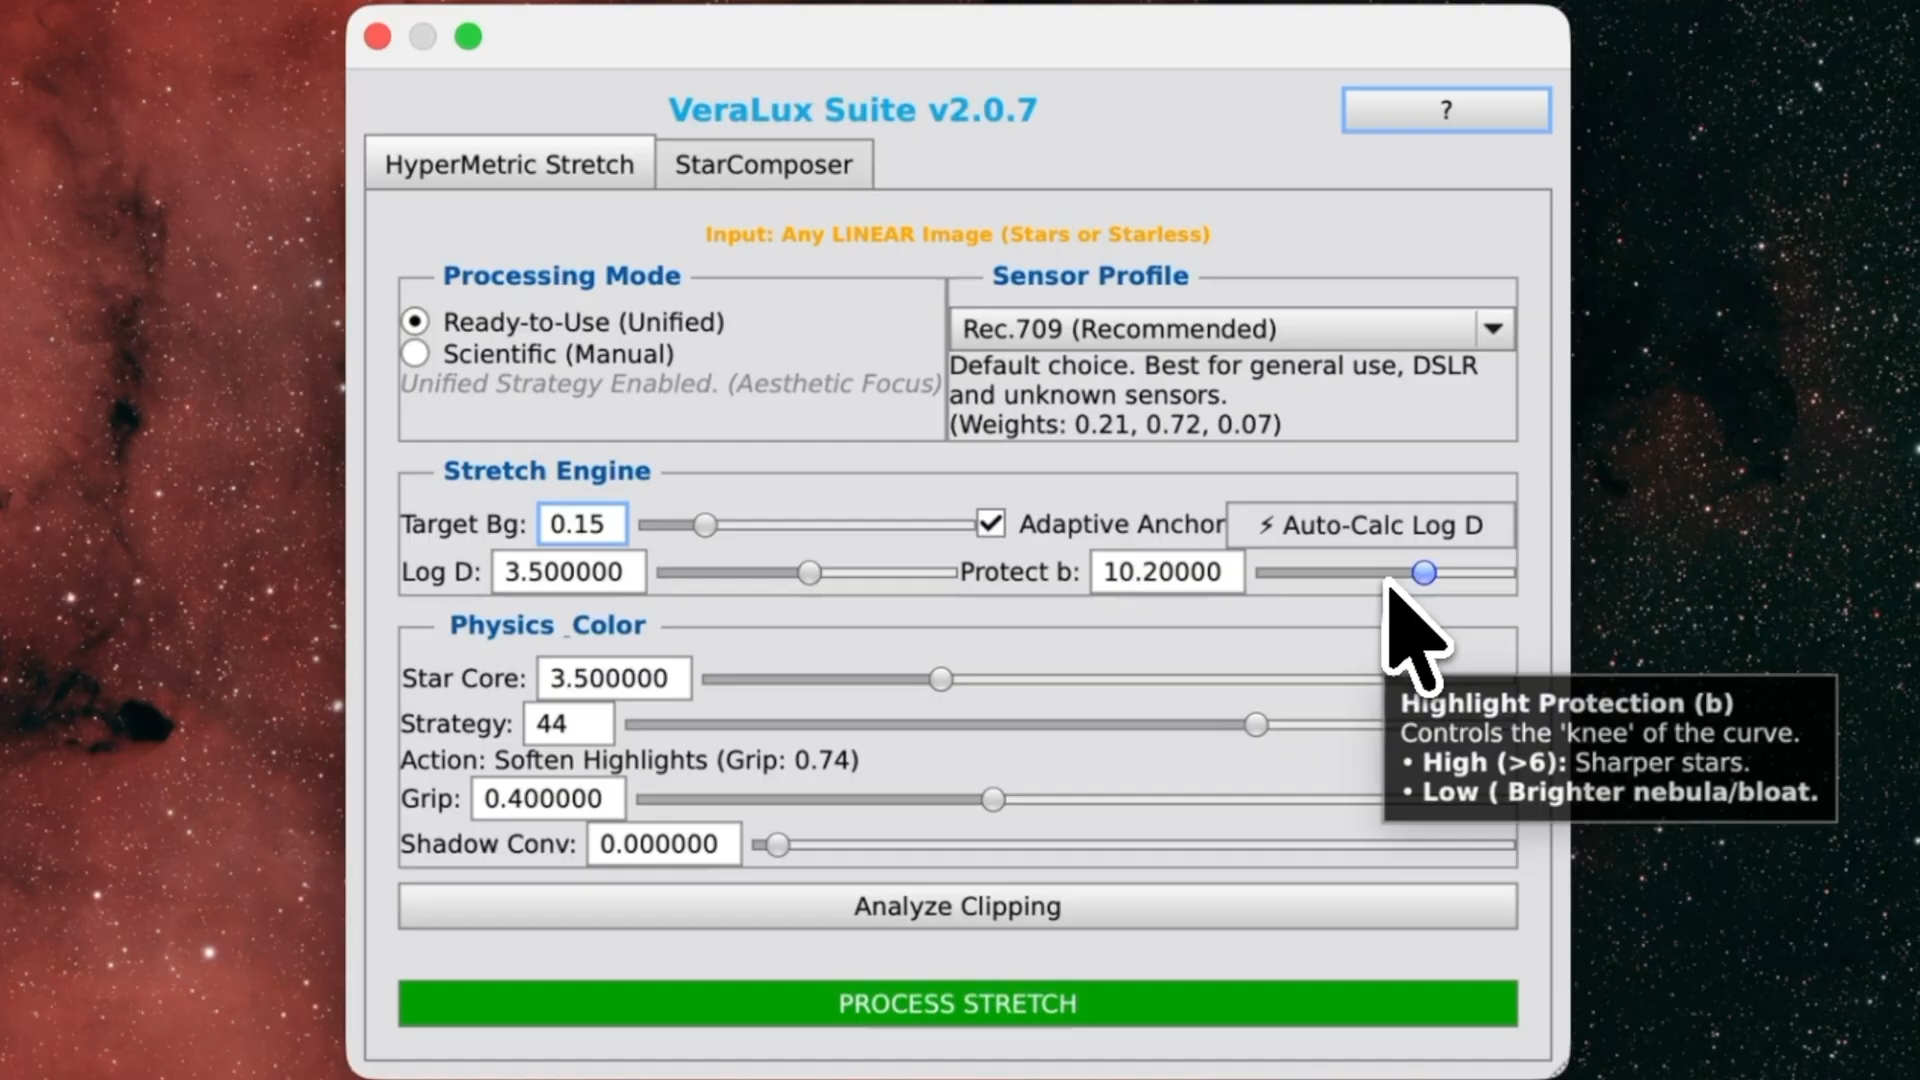 VeraLux Suite v2.0.7
?
HyperMetric Stretch
StarComposer
Input: Any LINEAR Image (Stars or Starless)
Processing Mode
Ready-to-Use (Unified)
Scientific (Manual)
Unified Strategy Enabled. (Aesthetic Focus)
Sensor Profile
Rec.709 (Recommended)
Default choice. Best for general use, DSLR
and unknown sensors.
(Weights: 0.21, 0.72, 0.07)
Stretch Engine
Target Bg: 0.15
Adaptive Anchor
⚡ Auto-Calc Log D
Log D: 3.500000
Protect b: 10.20000
Physics _Color
Star Core: 3.500000
Strategy: 44
Action: Soften Highlights (Grip: 0.74)
Grip: 0.400000
Shadow Conv: 0.000000
Highlight Protection (b)
Controls the 'knee' of the curve.
• High (>6): Sharper stars.
• Low ( Brighter nebula/bloat.
Analyze Clipping
PROCESS STRETCH